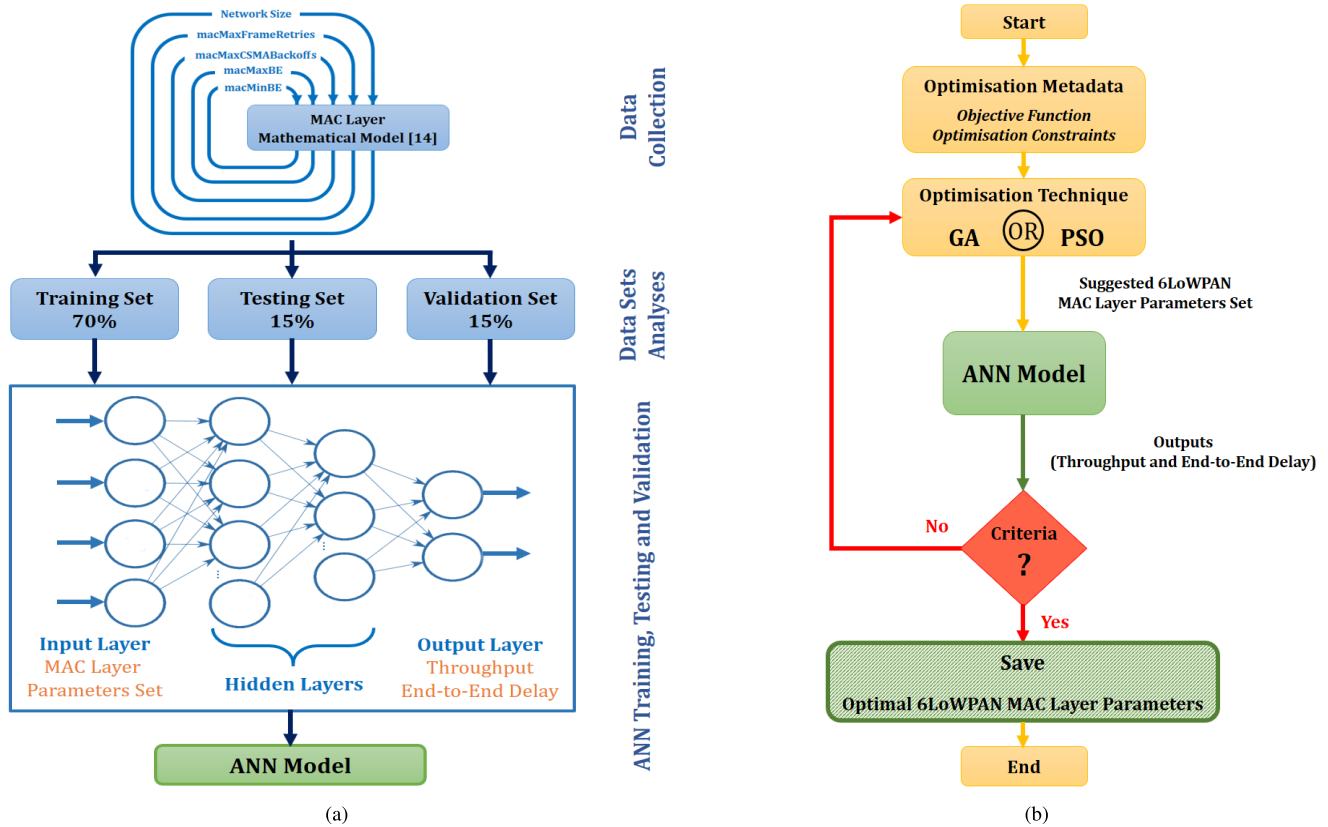 Network Size
macMaxFrameRetries
macMaxCSMABackoffs
macMaxBE
macMinBE
MAC Layer
Mathematical Model [14]
Data
Collection
Training Set
70%
Testing Set
15%
Validation Set
15%
Data Sets
Analyses
Input Layer
MAC Layer
Parameters Set
Hidden Layers
Output Layer
Throughput
End-to-End Delay
ANN Training, Testing and Validation
ANN Model
(a)
Start
Optimisation Metadata
Objective Function
Optimisation Constraints
Optimisation Technique
GA OR PSO
Suggested 6LoWPAN
MAC Layer Parameters Set
ANN Model
Outputs
(Throughput and End-to-End Delay)
No
Criteria
?
Yes
Save
Optimal 6LoWPAN MAC Layer Parameters
End
(b)